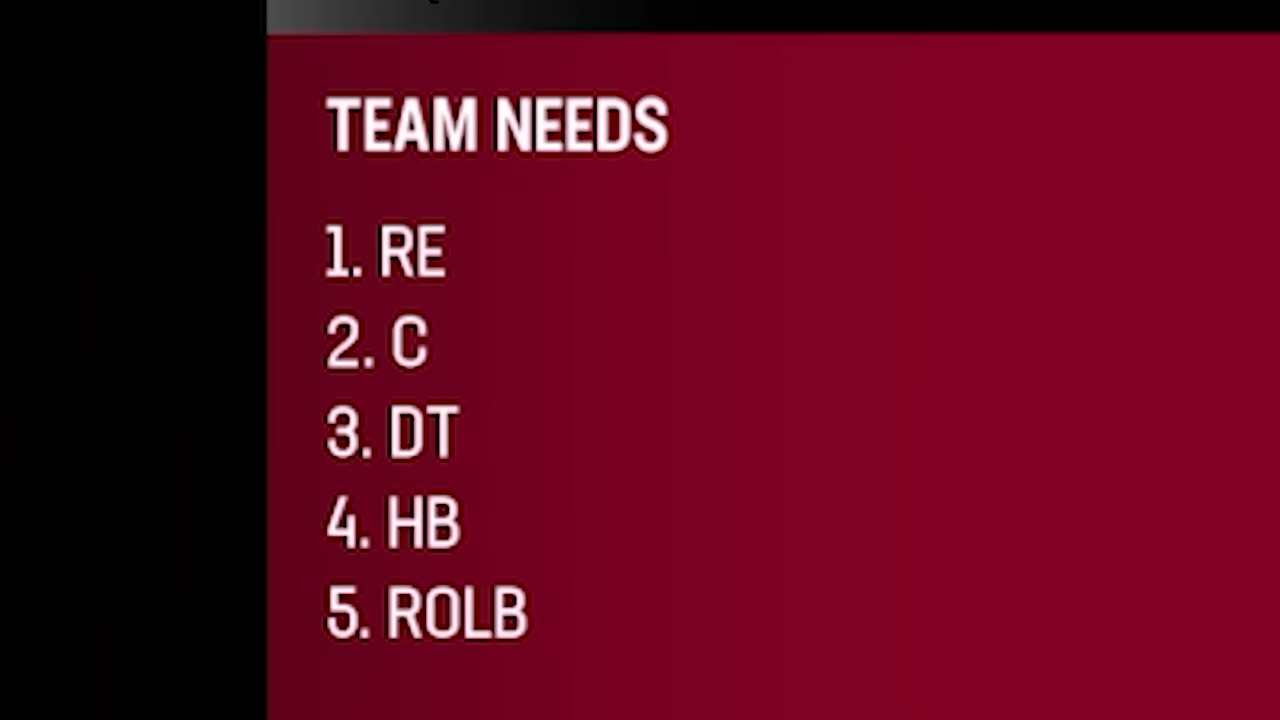 TEAM NEEDS
1. RE
2. C
3. DT
4. HB
5. ROLB